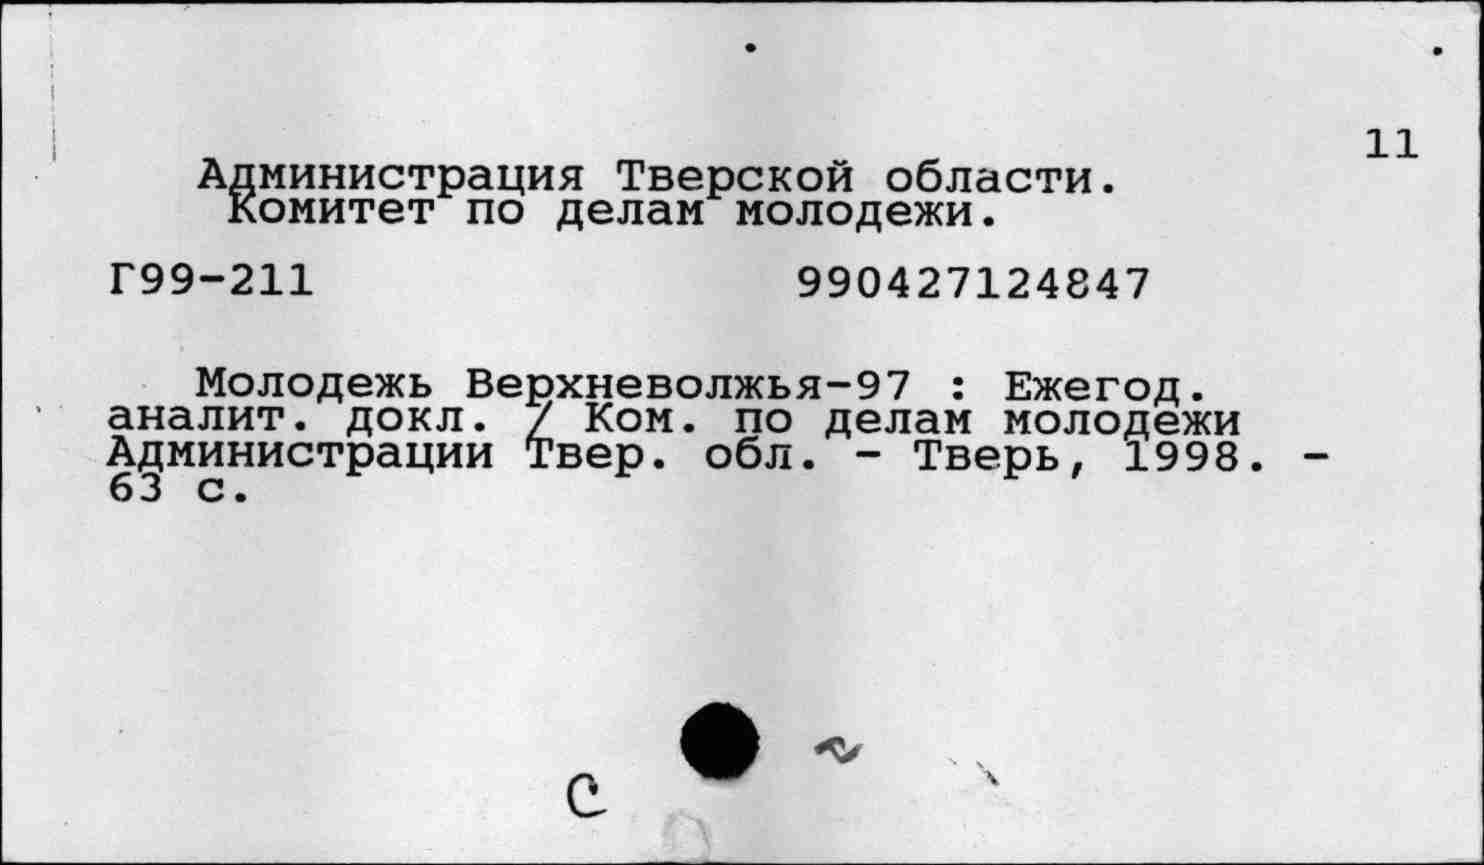 11
Администрация Тверской области.
Комитет по делам молодежи.
Г99-211 990427124847
Молодежь Верхневолжья-97 : Ежегод.
аналит. докл. / Ком. по делам молодежи
Администрации Твер. обл. - Тверь, 1998. -
63 с.
с